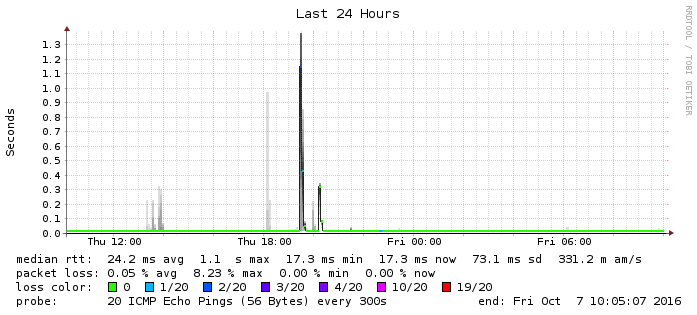 Last 24 Hours
RRDTOOL / TOBI OETIKER
Seconds
1.3
1.2
1.1
1.0
0.9
0.8
0.7
0.6
0.5
0.4
0.3
0.2
0.1
0.0
Thu 12:00 Thu 18:00 Fri 00:00 Fri 06:00
median rtt: 24.2 ms avg 1.1 s max 17.3 ms min 17.3 ms now 73.1 ms sd 331.2 m am/s
packet loss: 0.05 % avg 8.23 % max 0.00 % min 0.00 % now
loss color: 0 1/20 2/20 3/20 4/20 10/20 19/20
probe: 20 ICMP Echo Pings (56 Bytes) every 300s end: Fri Oct 7 10:05:07 2016